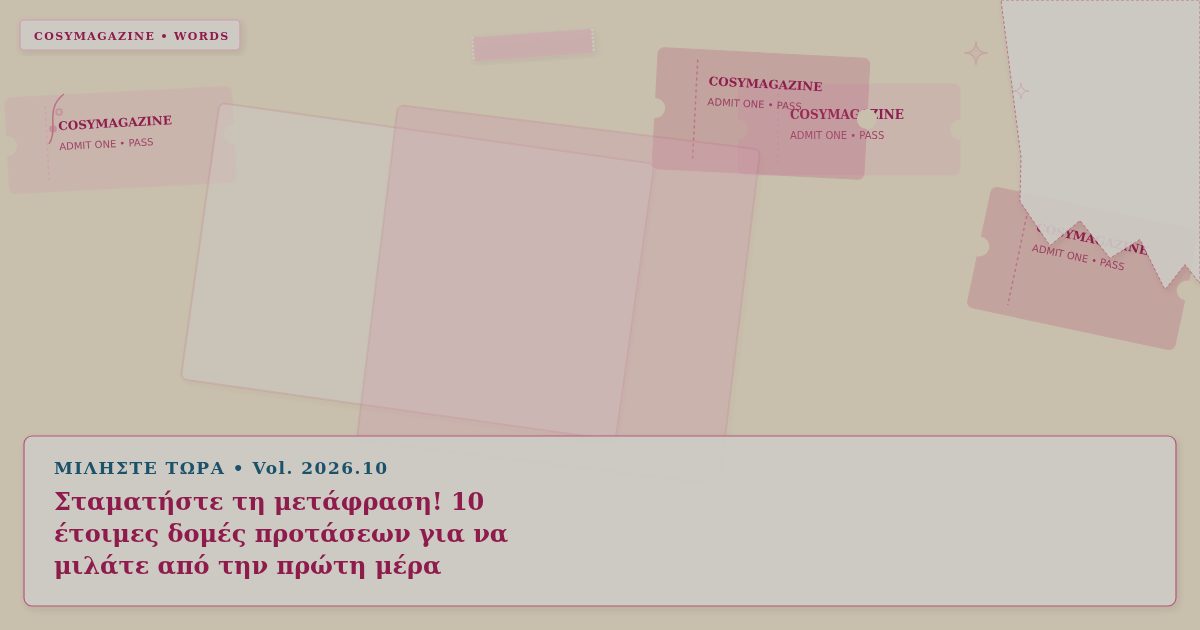 COSYMAGAZINE • WORDS
COSYMAGAZINE
ADMIT ONE • PASS
COSYMAGAZINE
ADMIT ONE • PASS
COSYMAGAZINE
ADMIT ONE • PASS
COSYMAGAZINE
ADMIT ONE • PASS
ΜΙΛΗΣΤΕ ΤΩΡΑ • Vol. 2026.10
Σταματήστε τη μετάφραση! 10
έτοιμες δομές προτάσεων για να
μιλάτε από την πρώτη μέρα